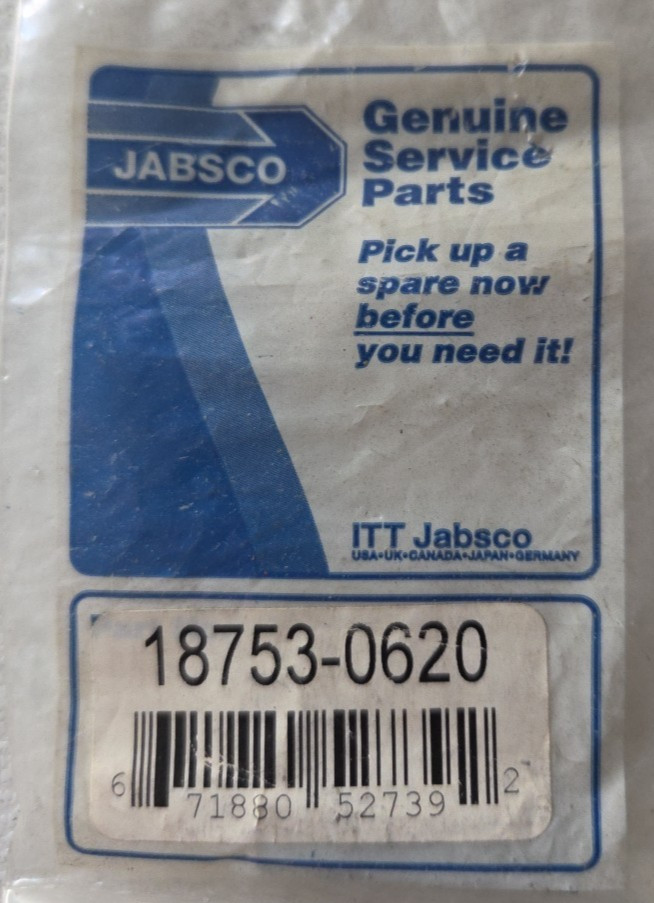 JABSCO
Genuine
Service
Parts
Pick up a
spare now
before
you need it!
ITT Jabsco
USA•UK•CANADA•JAPAN•GERMANY
18753-0620
6 71880 52739 2